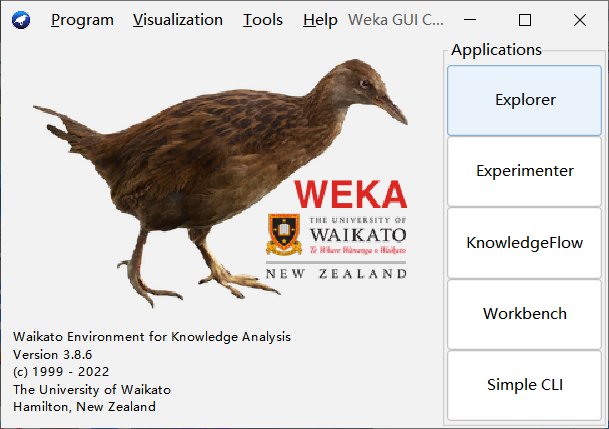 Program Visualization Tools Help Weka GUI C...
Applications
Explorer
Experimenter
KnowledgeFlow
Workbench
Simple CLI
WEKA
THE UNIVERSITY OF
WAIKATO
Te Whare Wānanga o Waikato
NEW ZEALAND
Waikato Environment for Knowledge Analysis
Version 3.8.6
(c) 1999 - 2022
The University of Waikato
Hamilton, New Zealand